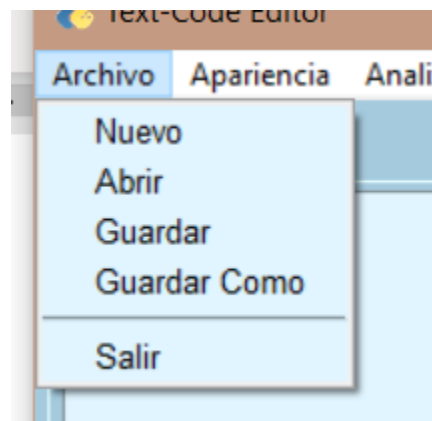 Text-Code Editor
Archivo Apariencia
Nuevo
Abrir
Guardar
Guardar Como
Salir